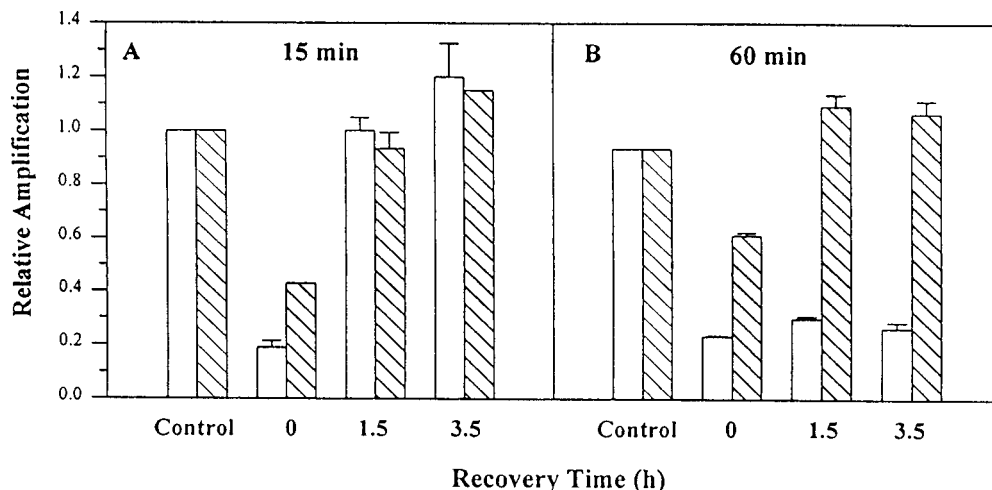 Relative Amplification
1.4
1.2
1.0
0.8
0.6
0.4
0.2
0.0
A
15 min
B
60 min
Control 0 1.5 3.5
Control 0 1.5 3.5
Recovery Time (h)